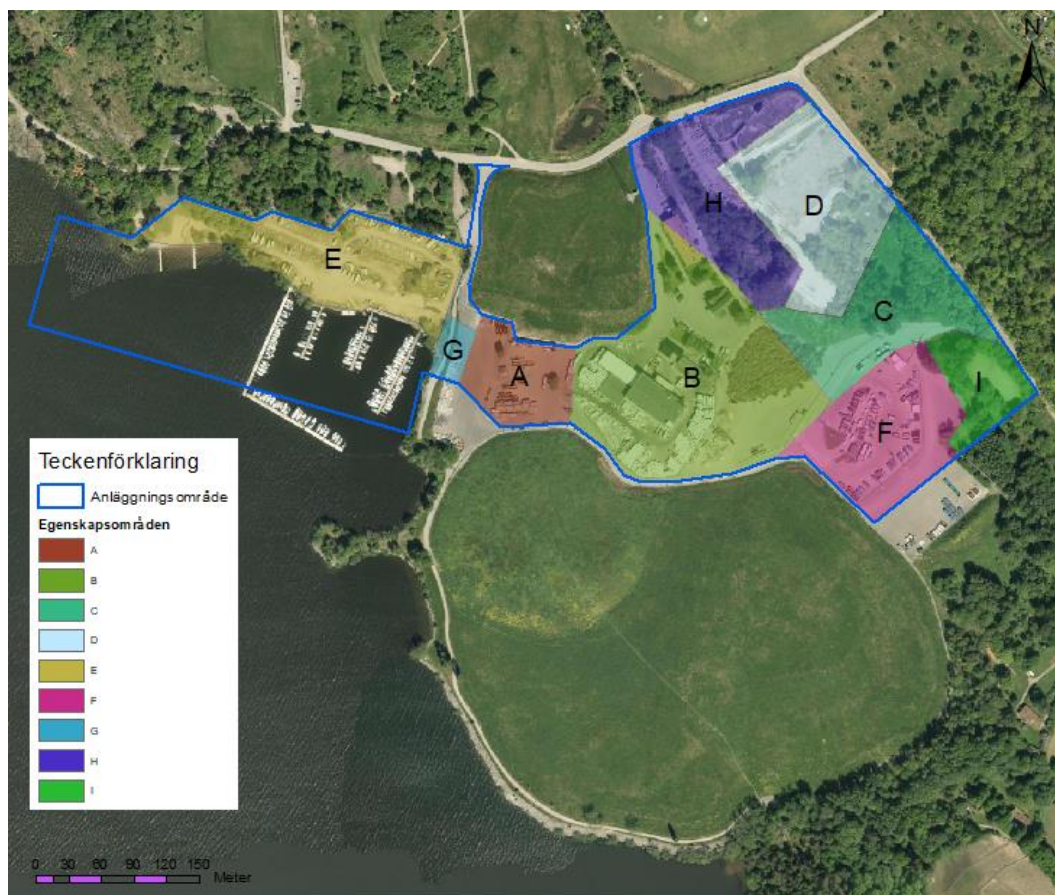 N
H
D
E
C
G
A
B
I
F
Teckenförklaring
Anläggningsområde
Egenskapsområden
A
B
C
D
E
F
G
H
I
0 30 60 90 120 150
Meter